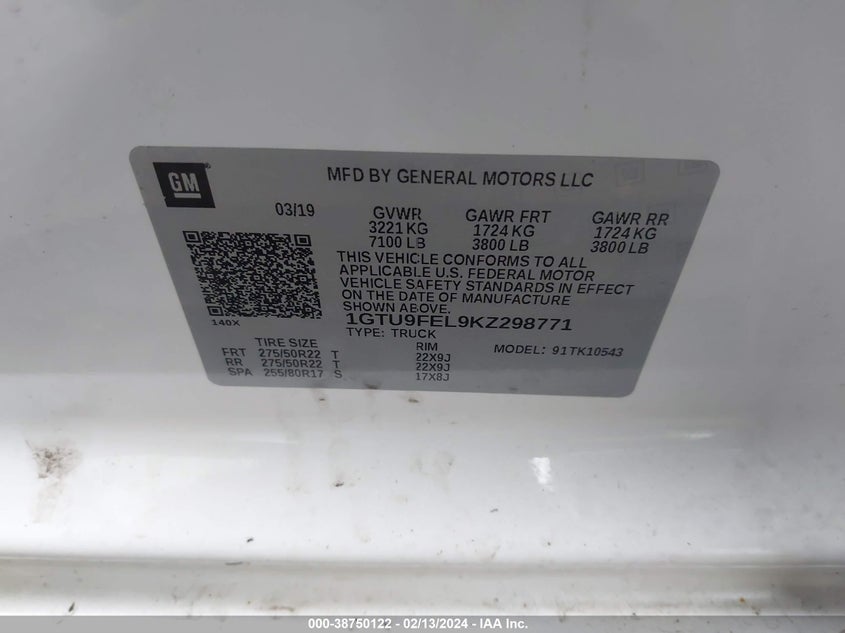 GM
MFD BY GENERAL MOTORS LLC
03/19 GVWR GAWR FRT GAWR RR
3221 KG 1724 KG 1724 KG
7100 LB 3800 LB 3800 LB
THIS VEHICLE CONFORMS TO ALL
APPLICABLE U.S. FEDERAL MOTOR
VEHICLE SAFETY STANDARDS IN EFFECT
ON THE DATE OF MANUFACTURE
SHOWN ABOVE.
140X
1GTU9FEL9KZ298771
TYPE: TRUCK
TIRE SIZE RIM MODEL: 91TK10543
FRT 275/50R22 T 22X9J
RR 275/50R22 T 22X9J
SPA 255/80R17 S 17X8J
000-38750122 - 02/13/2024 - IAA Inc.